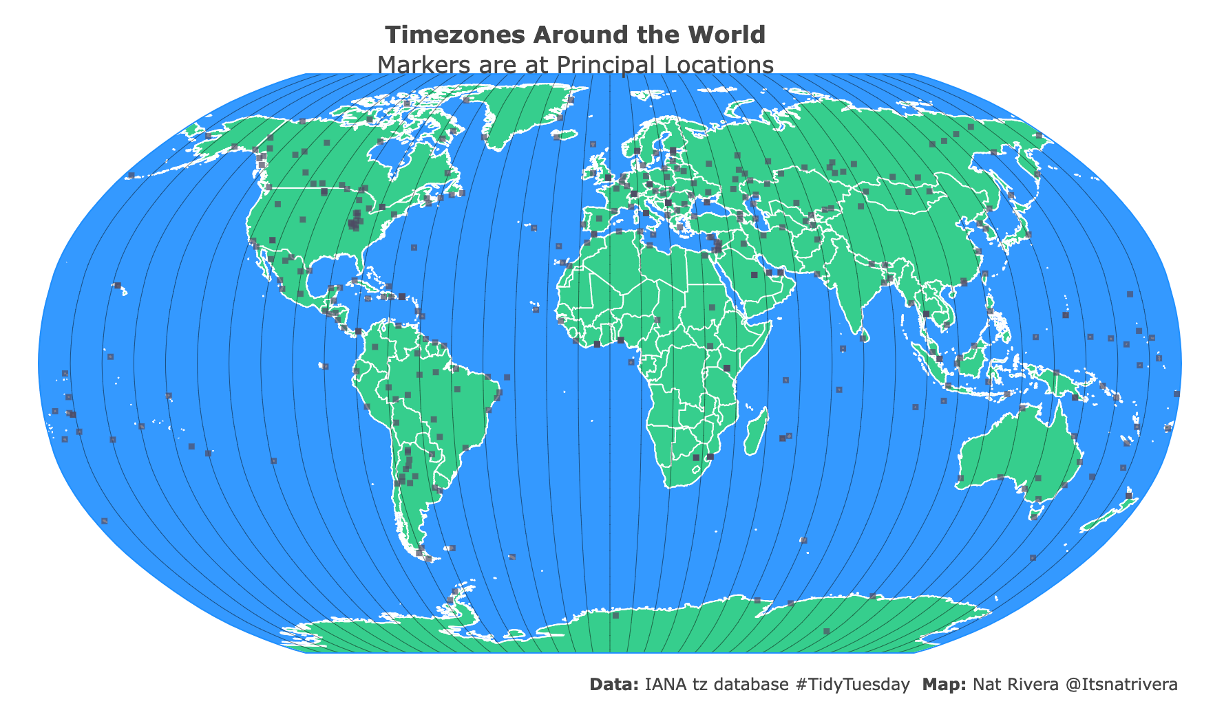 Timezones Around the World
Markers are at Principal Locations
Data: IANA tz database #TidyTuesday Map: Nat Rivera @Itsnatrivera